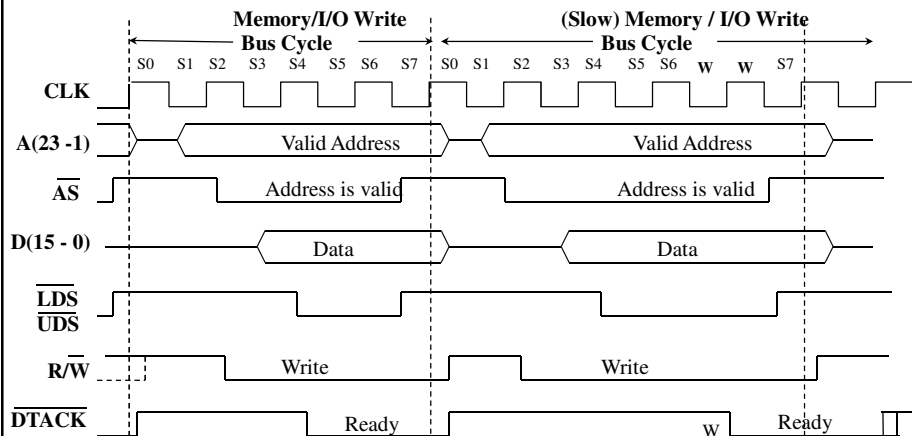 Memory/I/O Write (Slow) Memory / I/O Write
Bus Cycle Bus Cycle
S0 S1 S2 S3 S4 S5 S6 S7 S0 S1 S2 S3 S4 S5 S6 W W S7
CLK
A(23 -1) Valid Address Valid Address
AS Address is valid Address is valid
D(15 - 0) Data Data
LDS
UDS
R/W Write Write
DTACK Ready W Ready